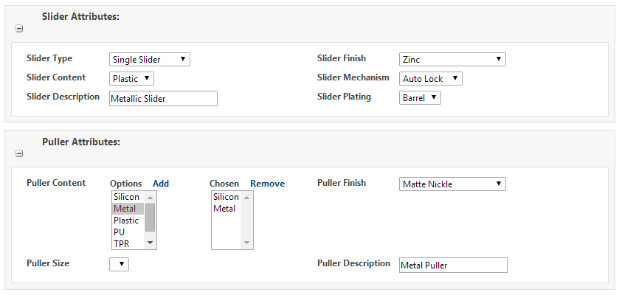 Slider Attributes:
Slider Type Single Slider Slider Finish Zinc
Slider Content Plastic Slider Mechanism Auto Lock
Slider Description Metallic Slider Slider Plating Barrel
Puller Attributes:
Puller Content Options Add Chosen Remove Puller Finish Matte Nickle
Silicon Silicon
Metal Metal
Plastic
PU
TPR
Puller Size Puller Description Metal Puller